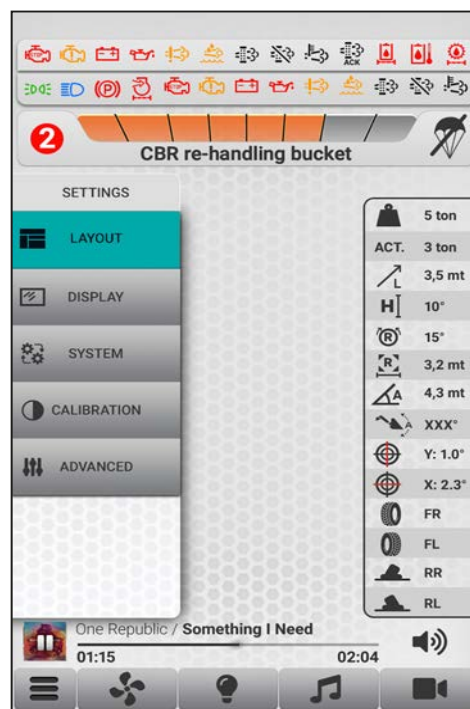 STOP
ACK
STOP
P
2
CBR re-handling bucket
SETTINGS
LAYOUT
DISPLAY
SYSTEM
CALIBRATION
ADVANCED
5 ton
ACT. 3 ton
L 3,5 mt
H 10°
R 15°
R 3,2 mt
A 4,3 mt
A XXX°
Y: 1.0°
X: 2.3°
FR
FL
RR
RL
One Republic / Something I Need
01:15 02:04